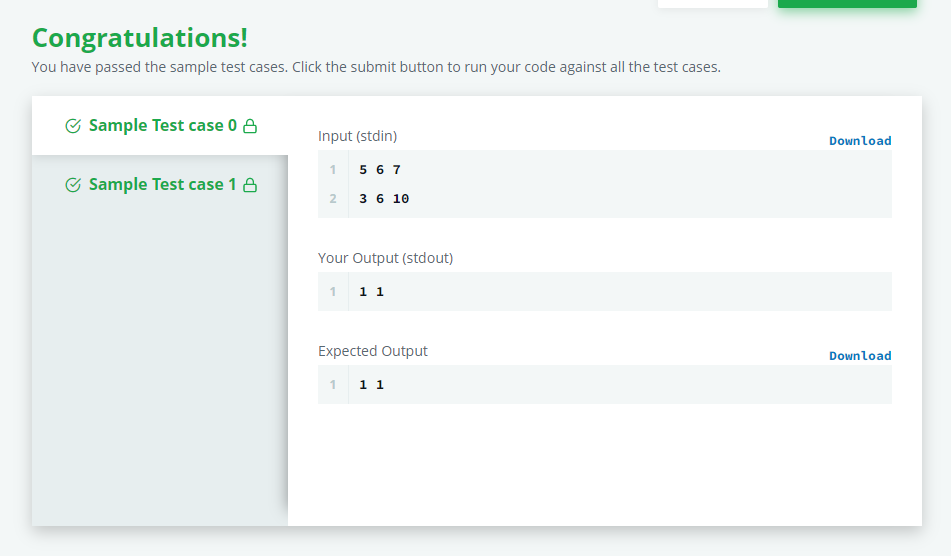 Congratulations!
You have passed the sample test cases. Click the submit button to run your code against all the test cases.
Sample Test case 0
Sample Test case 1
Input (stdin)
Download
1 5 6 7
2 3 6 10
Your Output (stdout)
1 1 1
Expected Output
Download
1 1 1